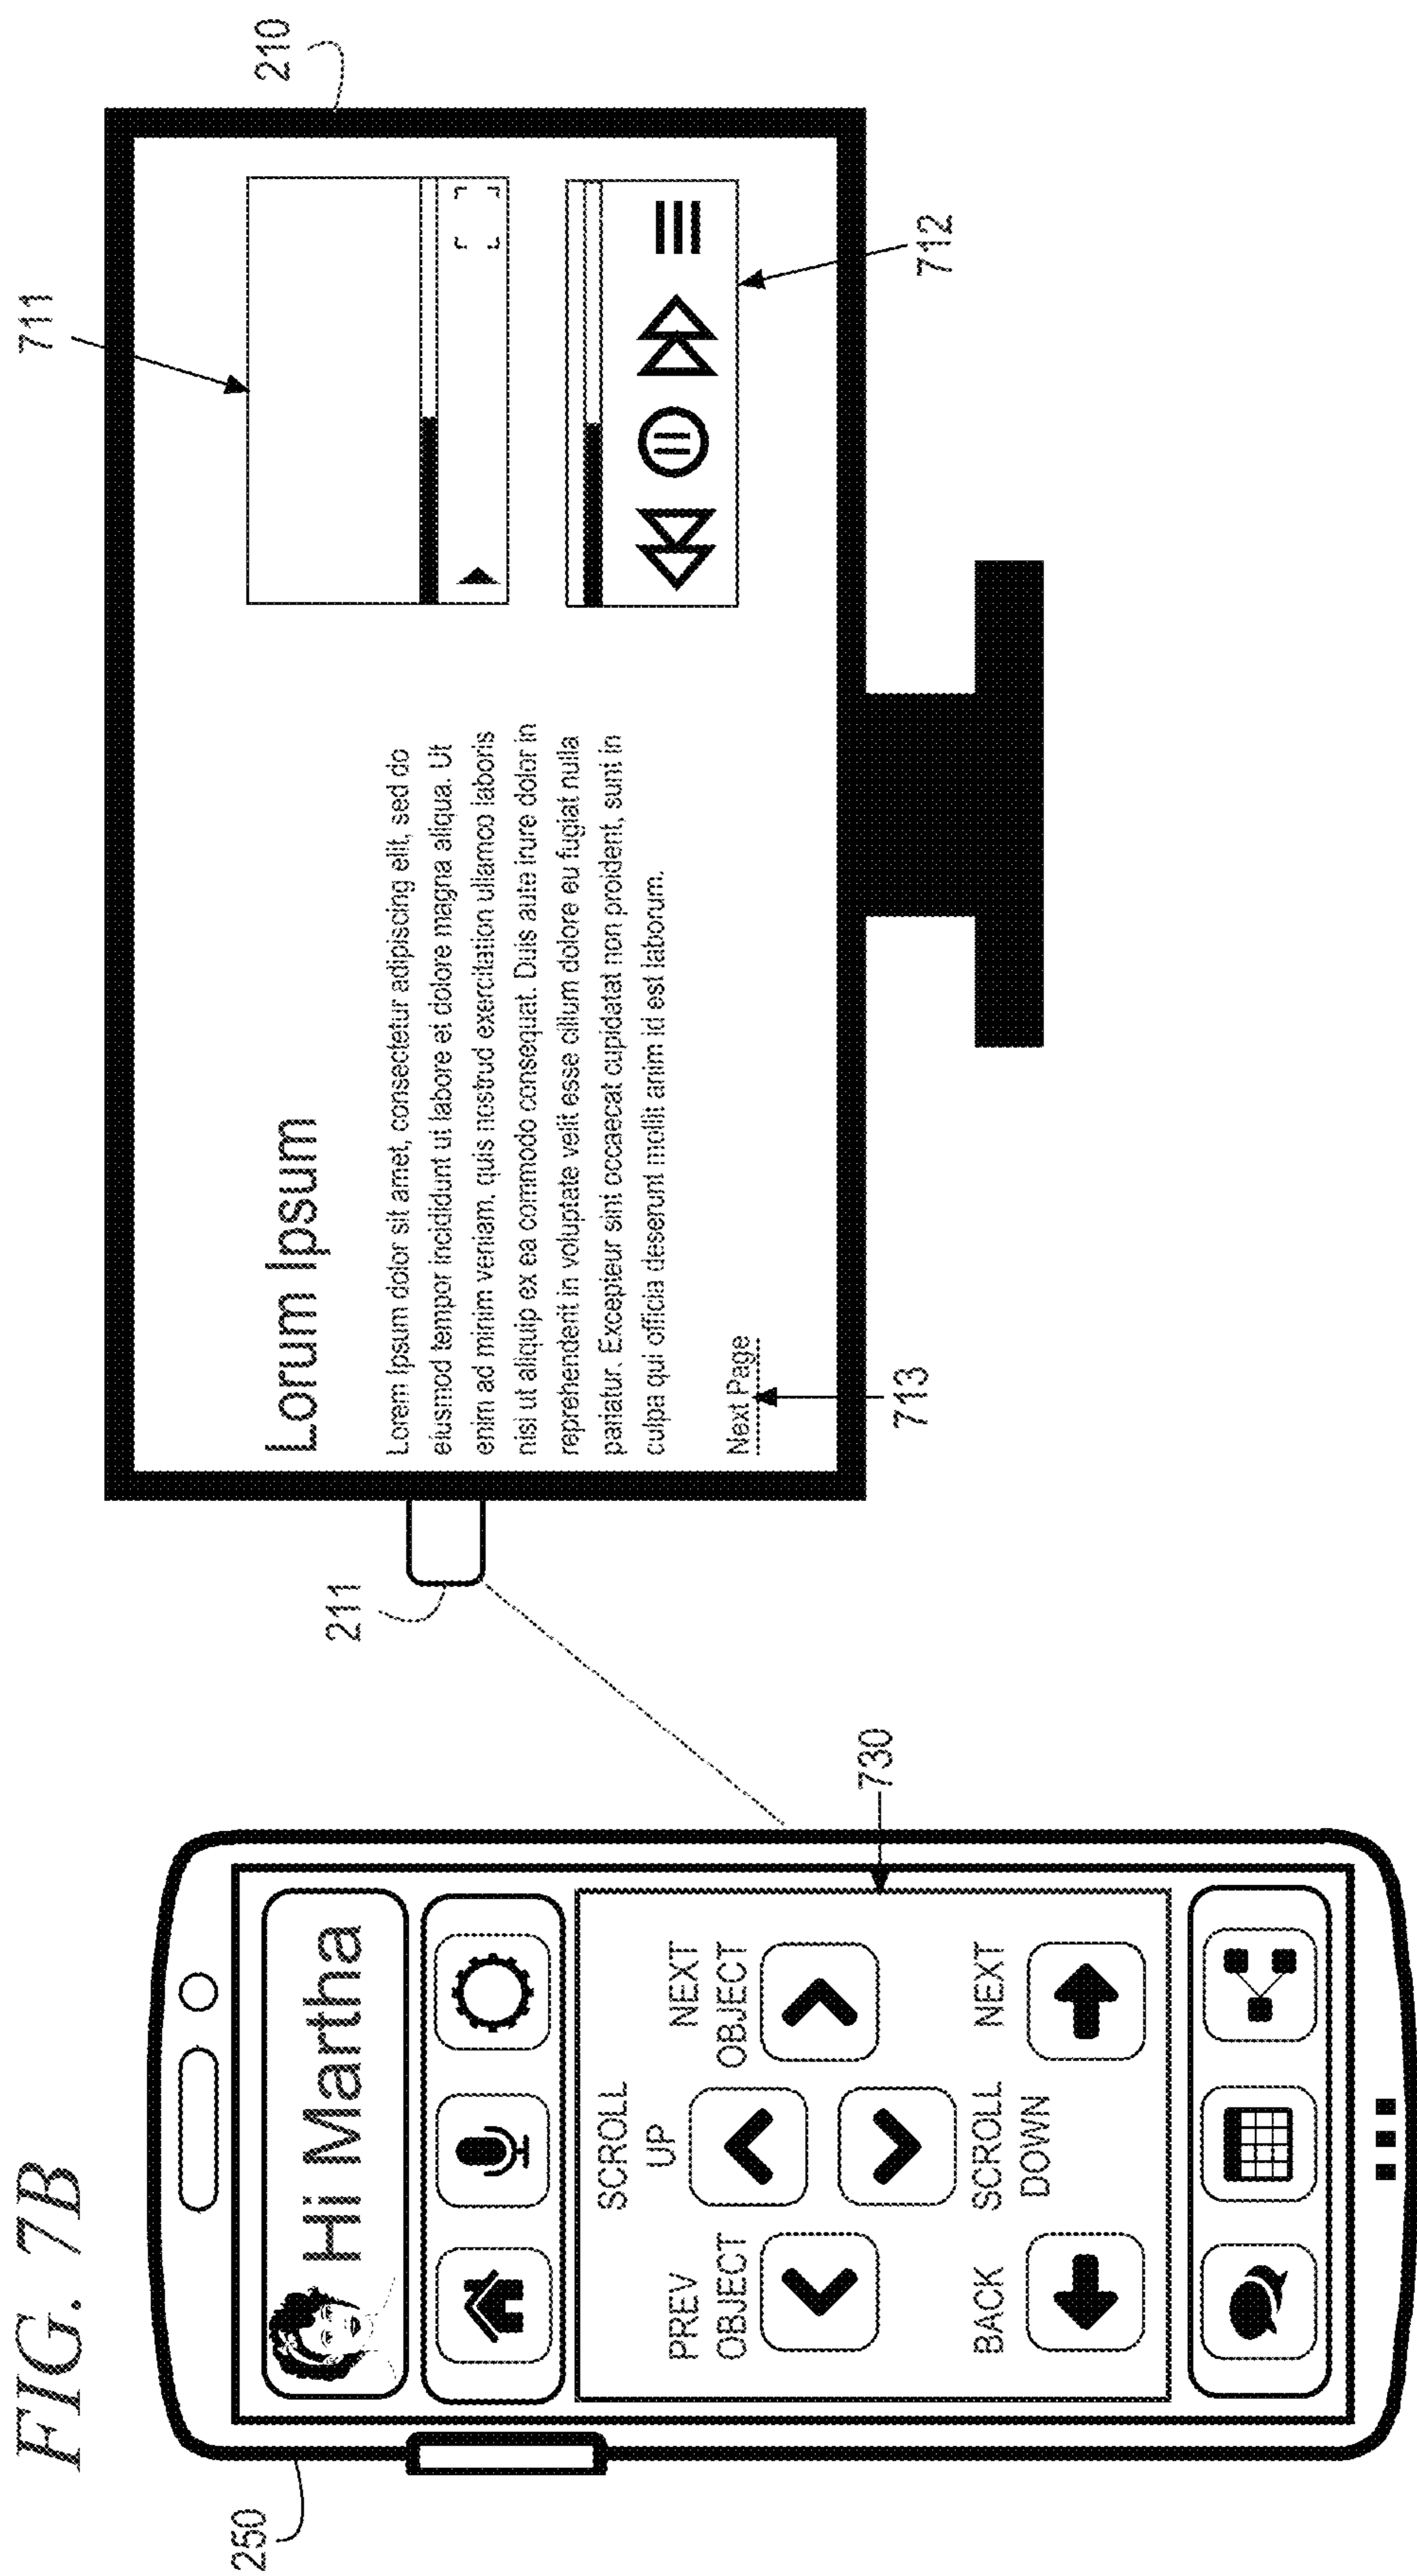 FIG. 7B
250
Hi Martha
SCROLL
UP
PREV
OBJECT
NEXT
OBJECT
730
BACK
SCROLL
DOWN
NEXT
211
210
711
Lorum Ipsum
Lorem ipsum dolor sit amet, consectetur adipiscing elit, sed do
eiusmod tempor incididunt ut labore et dolore magna aliqua. Ut
enim ad minim veniam, quis nostrud exercitation ullamco laboris
nisi ut aliquip ex ea commodo consequat. Duis aute irure dolor in
reprehenderit in voluptate velit esse cillum dolore eu fugiat nulla
pariatur. Excepteur sint occaecat cupidatat non proident, sunt in
culpa qui officia deserunt mollit anim id est laborum.
Next Page
713
712